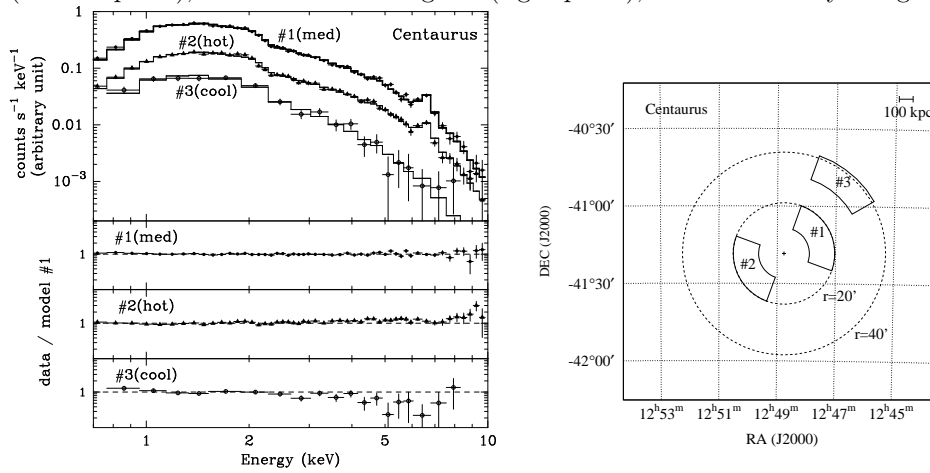 Centaurus
#1(med)
#2(hot)
#3(cool)
counts s⁻¹ keV⁻¹
(arbitrary unit)
1
0.1
0.01
10⁻³
#1(med)
1
#2(hot)
1
#3(cool)
1
data / model #1
1 2 5 10
Energy (keV)
Centaurus
100 kpc
-40°30′
-41°00′
-41°30′
-42°00′
DEC (J2000)
#3
#1
#2
r=20'
r=40'
12ʰ53ᵐ 12ʰ51ᵐ 12ʰ49ᵐ 12ʰ47ᵐ 12ʰ45ᵐ
RA (J2000)